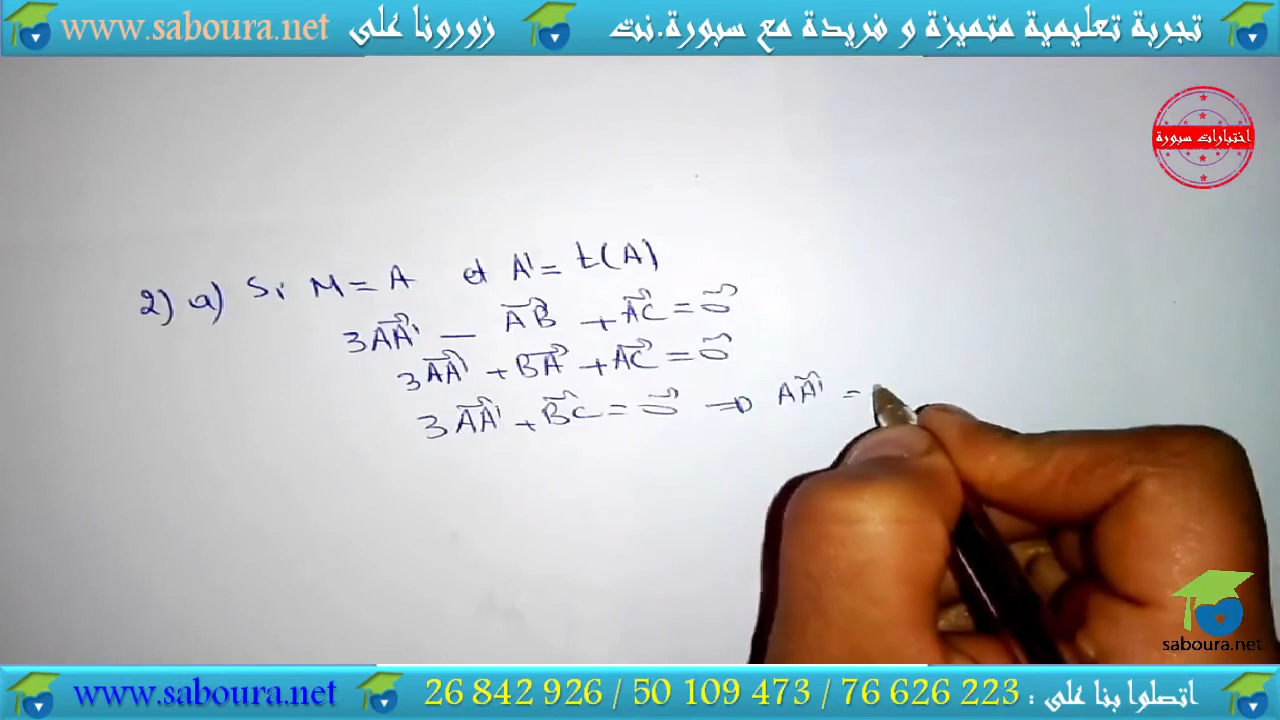 www.saboura.net زورونا على تجربة تعليمية متميزة و فريدة مع سبورة.نت
اختبارات سبورة
2) a) Si M = A et A' = t(A)
3AA' - AB + AC = 0
3AA' + BA + AC = 0
3AA' + BC = 0 => AA' =
saboura.net
www.saboura.net 26 842 926 / 50 109 473 / 76 626 223 : اتصلوا بنا على